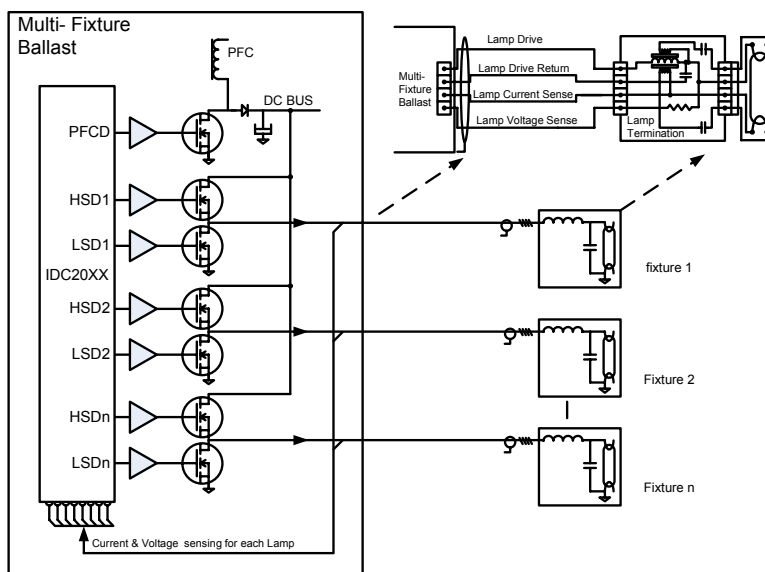 Multi- Fixture
Ballast
PFC
DC BUS
PFCD
HSD1
LSD1
IDC20XX
HSD2
LSD2
HSDn
LSDn
Current & Voltage sensing for each Lamp
Multi-
Fixture
Ballast
Lamp Drive
Lamp Drive Return
Lamp Current Sense
Lamp Voltage Sense
Lamp
Termination
fixture 1
Fixture 2
Fixture n